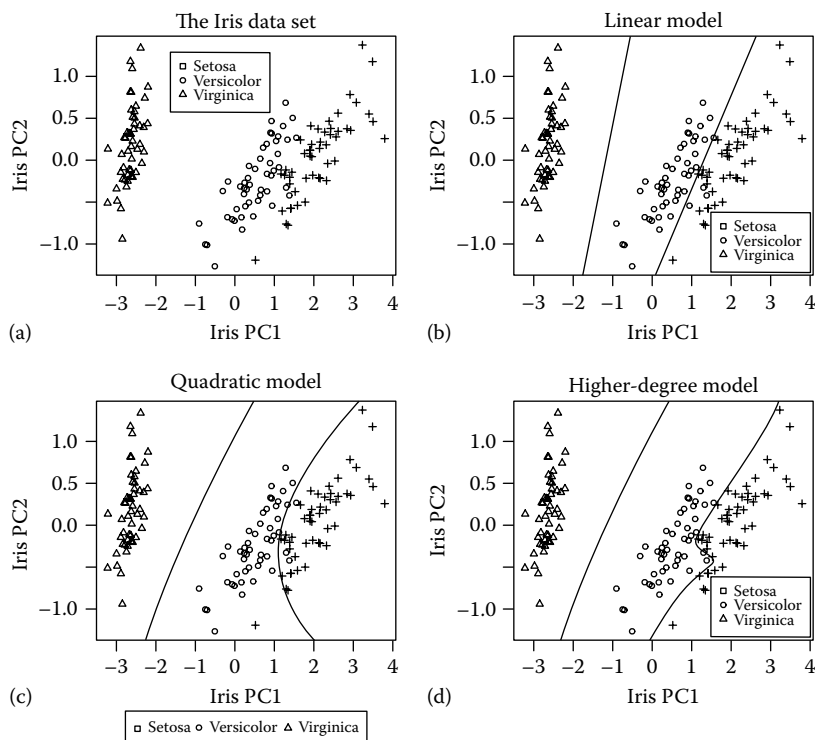 The Iris data set
Iris PC2
1.0
0.5
0.0
−1.0
□ Setosa
○ Versicolor
△ Virginica
−3 −2 −1 0 1 2 3 4
Iris PC1
(a)
Linear model
Iris PC2
1.0
0.5
0.0
−1.0
□ Setosa
○ Versicolor
△ Virginica
−3 −2 −1 0 1 2 3 4
Iris PC1
(b)
Quadratic model
Iris PC2
1.0
0.5
0.0
−1.0
−3 −2 −1 0 1 2 3 4
Iris PC1
(c)
□ Setosa ○ Versicolor △ Virginica
Higher-degree model
Iris PC2
1.0
0.5
0.0
−1.0
□ Setosa
○ Versicolor
△ Virginica
−3 −2 −1 0 1 2 3 4
Iris PC1
(d)